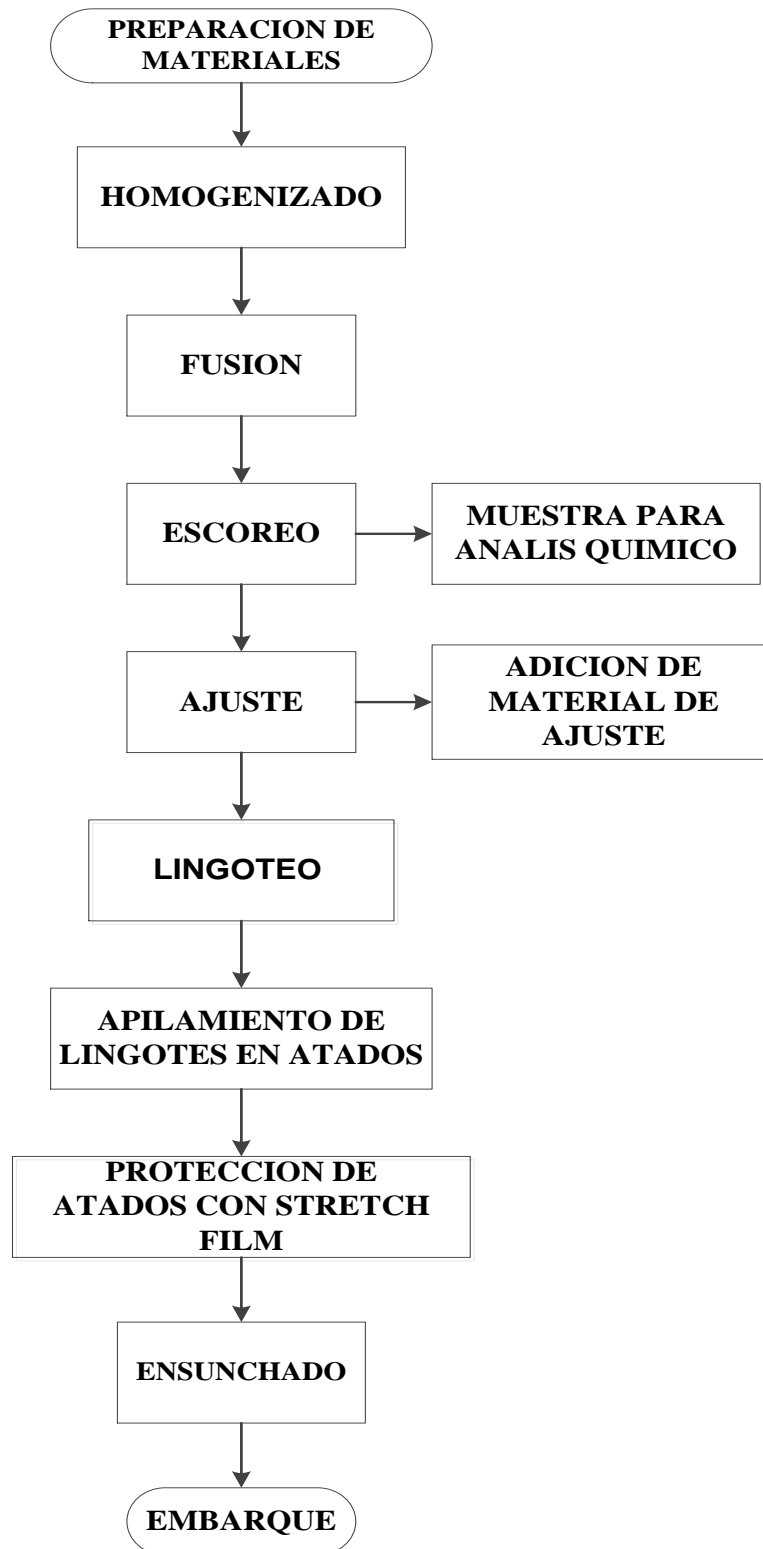 PREPARACION DE
MATERIALES
HOMOGENIZADO
FUSION
ESCOREO
MUESTRA PARA
ANALIS QUIMICO
AJUSTE
ADICION DE
MATERIAL DE
AJUSTE
LINGOTEO
APILAMIENTO DE
LINGOTES EN ATADOS
PROTECCION DE
ATADOS CON STRETCH
FILM
ENSUNCHADO
EMBARQUE